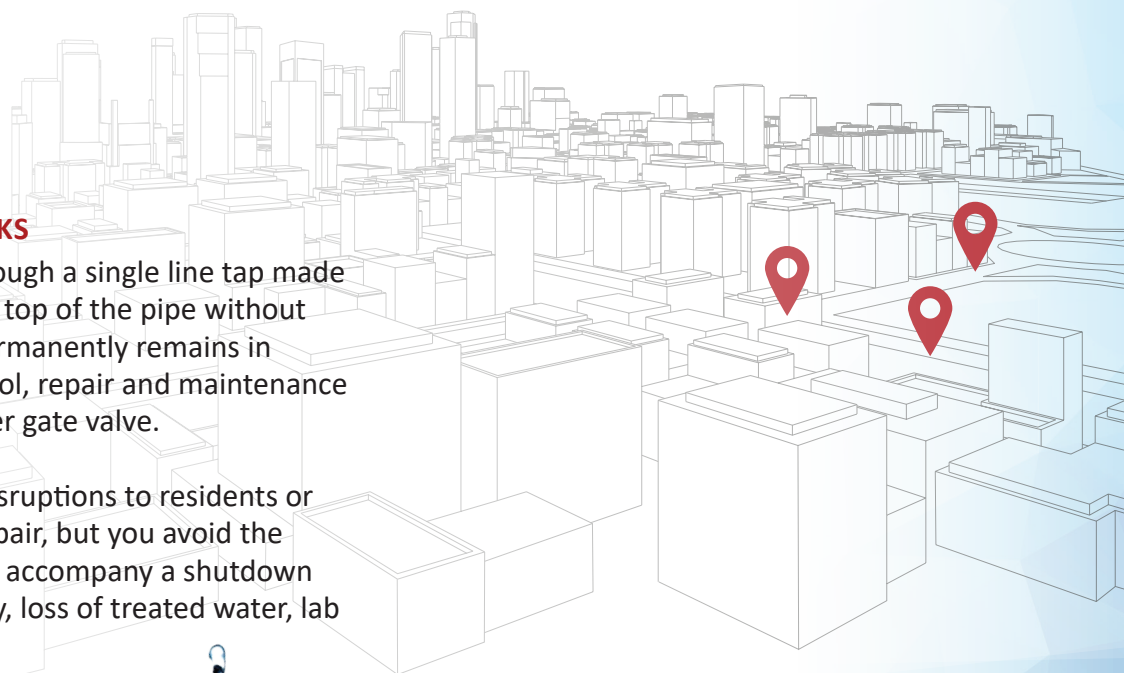 KS
ough a single line tap made
top of the pipe without
rmanently remains in
ol, repair and maintenance
er gate valve.
sruptions to residents or
pair, but you avoid the
accompany a shutdown
y, loss of treated water, lab